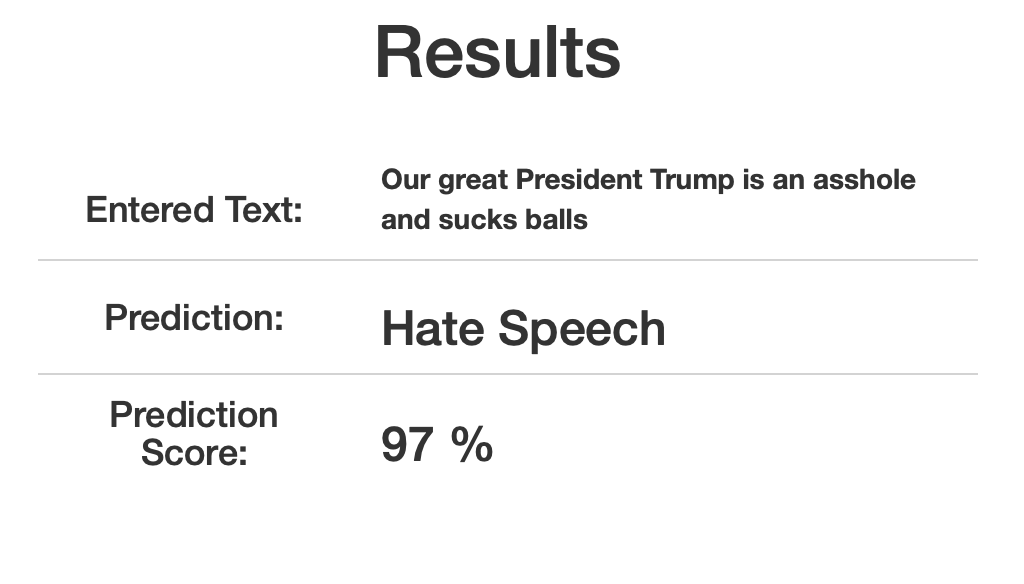 Results
Our great President Trump is an asshole
Entered Text:
and sucks balls
Prediction:
Hate Speech
Prediction
Score:
97 %